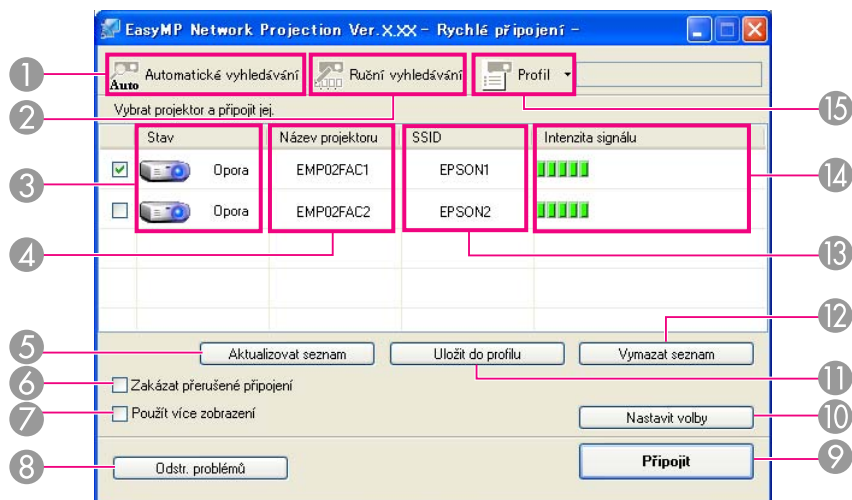 EasyMP Network Projection Ver.X.XX – Rychlé připojení –
1 Auto Automatické vyhledávání Ruční vyhledávání Profil
2 Vybrat projektor a připojit jej. 15
Stav Název projektoru SSID Intenzita signálu
3 Opora EMP02FAC1 EPSON1 14
Opora EMP02FAC2 EPSON2
4 13
12
5 Aktualizovat seznam Uložit do profilu Vymazat seznam
6 Zakázat přerušené připojení 11
7 Použít více zobrazení Nastavit volby 10
8 Odstr. problémů Připojit 9